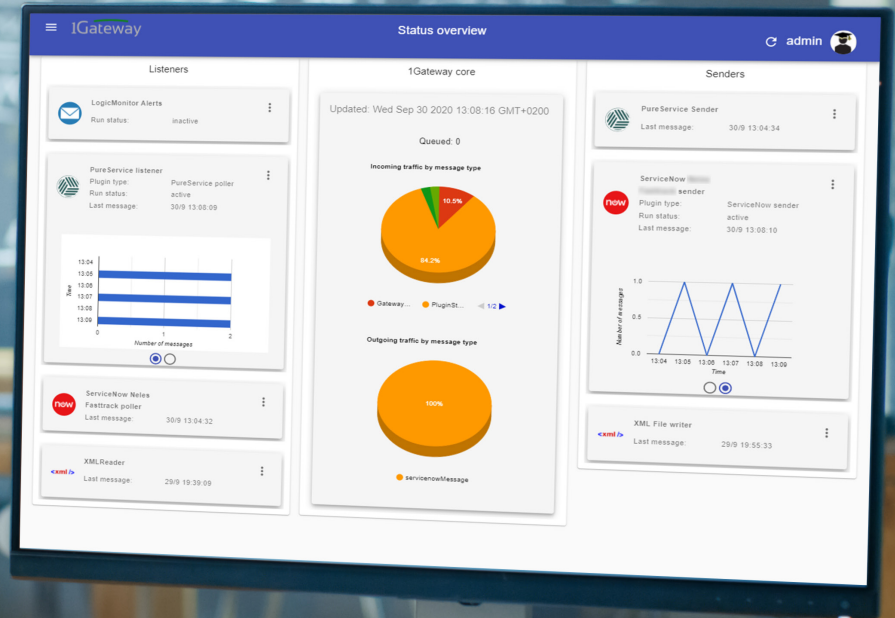 1Gateway
Status overview
admin
Listeners
LogicMonitor Alerts
Run status: inactive
PureService listener
Plugin type: PureService poller
Run status: active
Last message: 30/9 13:08:09
Time
13:04
13:05
13:06
13:07
13:08
13:09
0 1 2
Number of messages
now
ServiceNow Neles
Fasttrack poller
Last message: 30/9 13:04:32
<xml />
XMLReader
Last message: 29/9 19:39:09
1Gateway core
Updated: Wed Sep 30 2020 13:08:16 GMT+0200
Queued: 0
Incoming traffic by message type
10.5%
84.2%
Gateway... PluginSt... 1/2
Outgoing traffic by message type
100%
servicenowMessage
Senders
PureService Sender
Last message: 30/9 13:04:34
now
ServiceNow
sender
Plugin type: ServiceNow sender
Run status: active
Last message: 30/9 13:08:10
Number of messages
1.0
0.5
0.0
13:04 13:05 13:06 13:07 13:08 13:09
Time
<xml />
XML File writer
Last message: 29/9 19:55:33